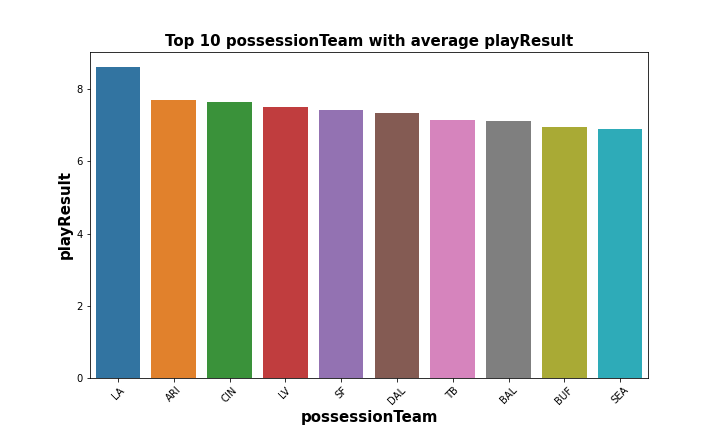 Top 10 possessionTeam with average playResult
playResult
8
6
4
2
0
LA ARI CIN LV SF DAL TB BAL BUF SEA
possessionTeam